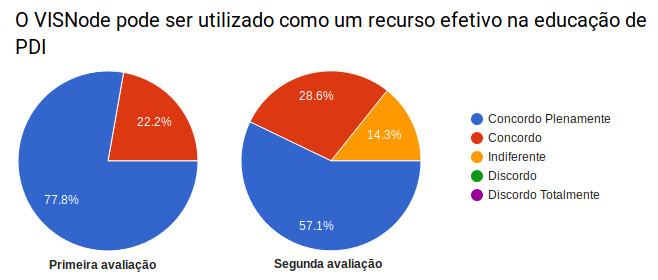 O VISNode pode ser utilizado como um recurso efetivo na educação de
PDI
22.2%
77.8%
Primeira avaliação
28.6%
14.3%
57.1%
Segunda avaliação
Concordo Plenamente
Concordo
Indiferente
Discordo
Discordo Totalmente